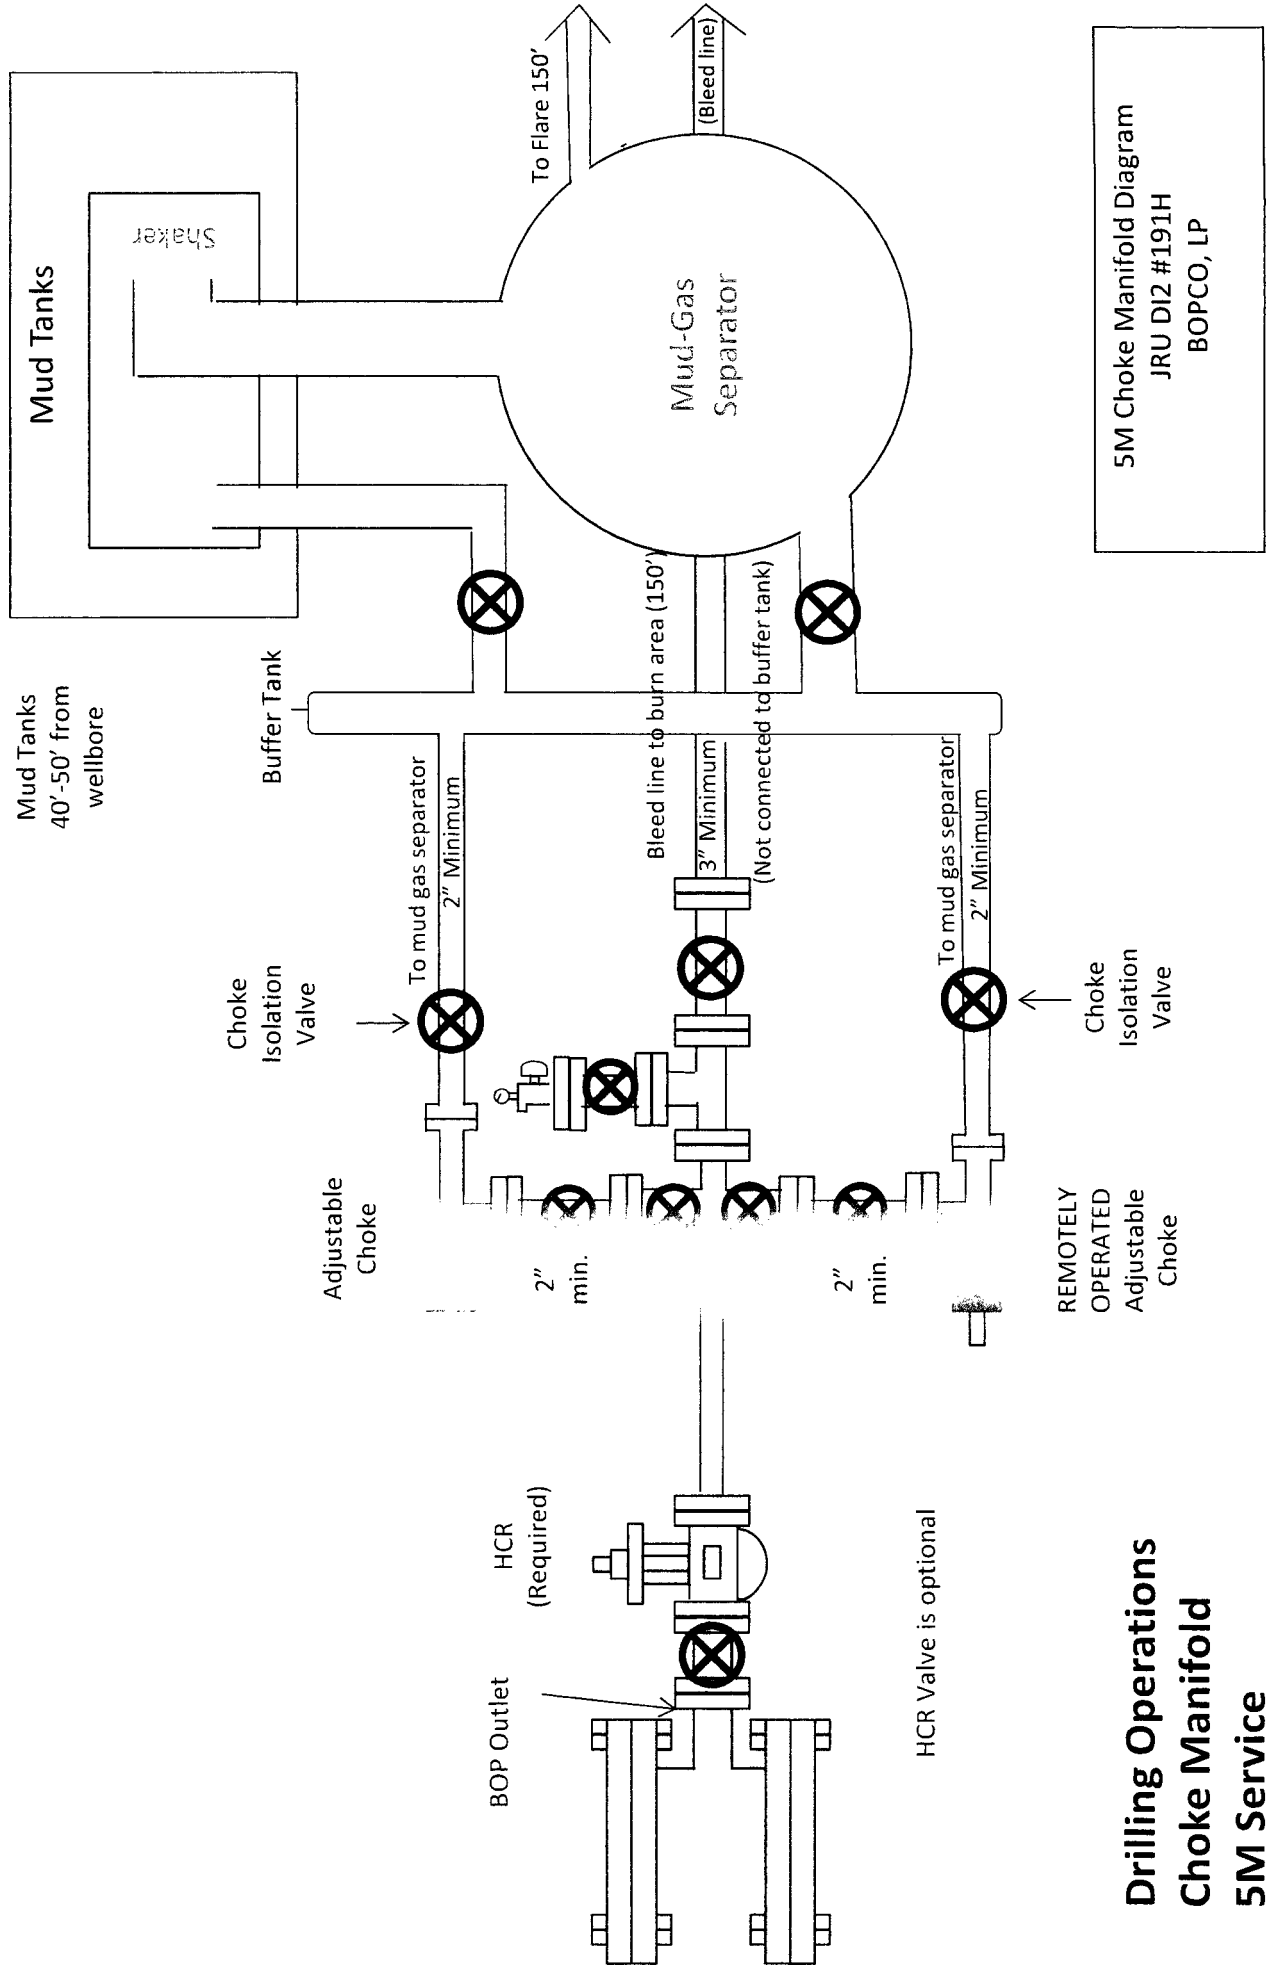 Mud Tanks
40'-50' from
wellbore
Mud Tanks
Shaker
Buffer Tank
Choke
Isolation
Valve
To mud gas separator
2" Minimum
Adjustable
Choke
To Flare 150'
(Bleed line)
Mud-Gas
Separator
Bleed line to burn area (150')
3" Minimum
(Not connected to buffer tank)
2"
min.
2"
min.
HCR
(Required)
BOP Outlet
HCR Valve is optional
To mud gas separator
2" Minimum
Choke
Isolation
Valve
REMOTELY
OPERATED
Adjustable
Choke
Drilling Operations
Choke Manifold
5M Service
5M Choke Manifold Diagram
JRU DI2 #191H
BOPCO, LP